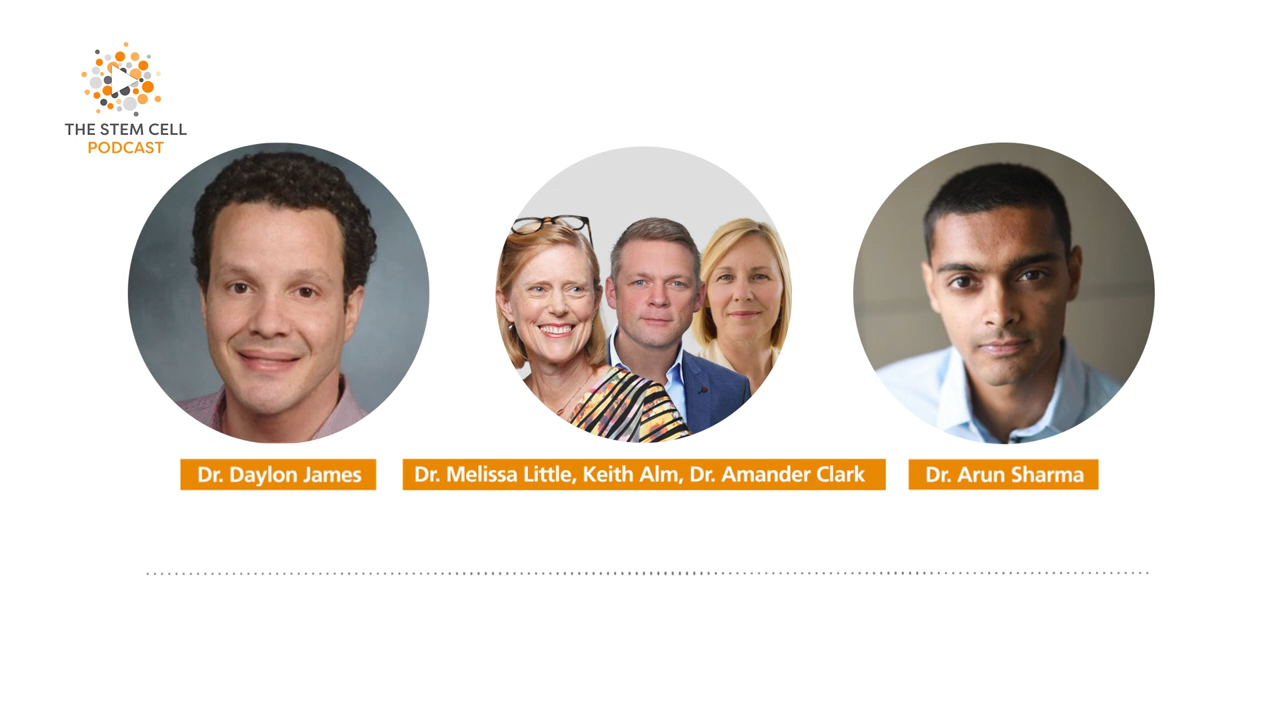 THE STEM CELL
PODCAST
Dr. Daylon James
Dr. Melissa Little, Keith Alm, Dr. Amander Clark
Dr. Arun Sharma